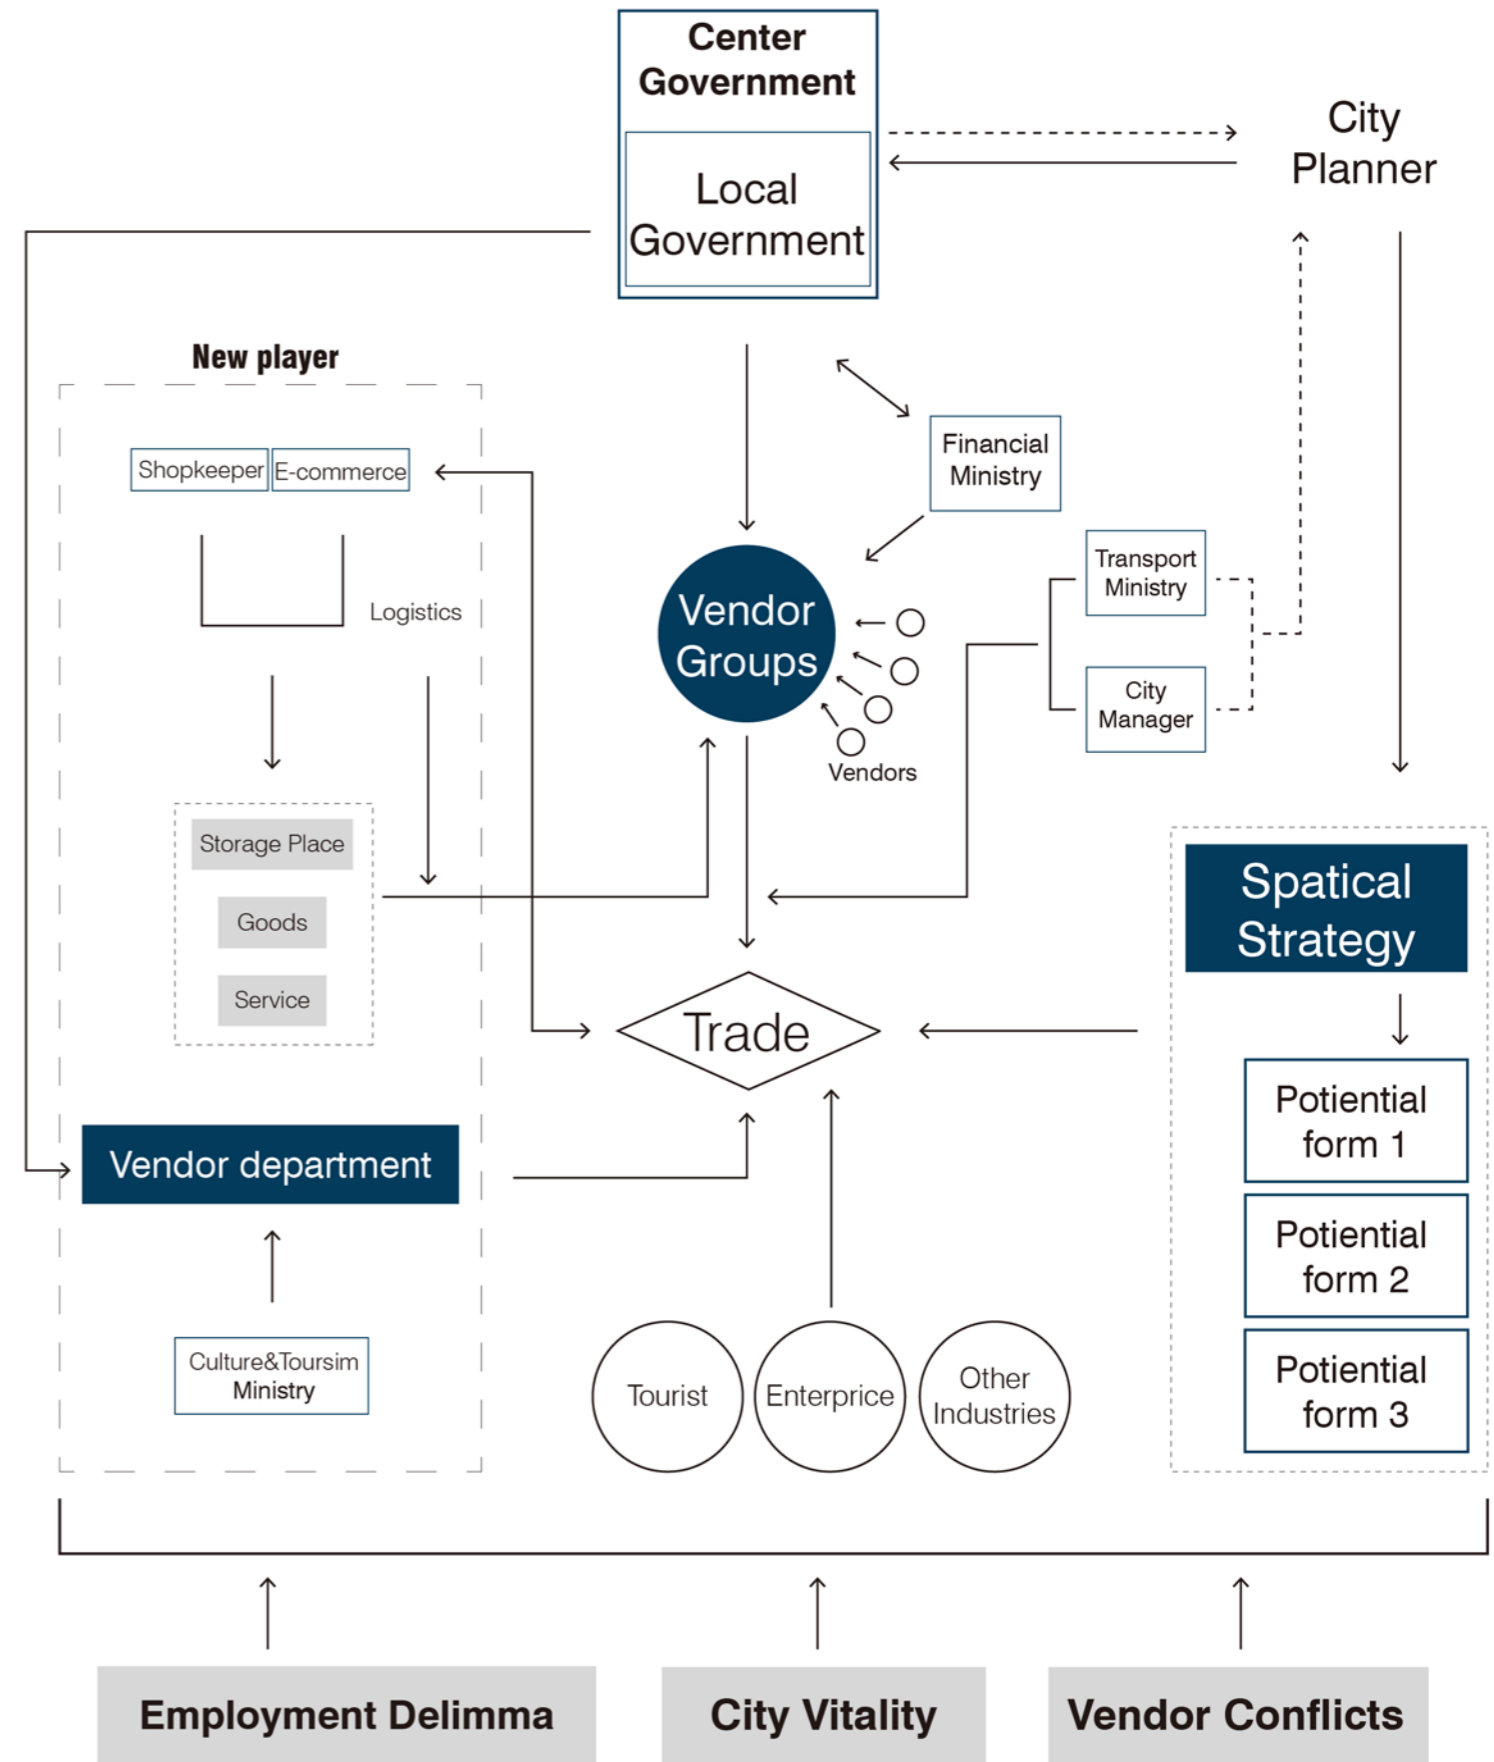 Center
Government
Local
Government
City
Planner
New player
Shopkeeper
E-commerce
Logistics
Financial
Ministry
Transport
Ministry
City
Manager
Vendor
Groups
Vendors
Storage Place
Goods
Service
Spatical
Strategy
Trade
Potiential
form 1
Potiential
form 2
Potiential
form 3
Vendor department
Culture&Toursim
Ministry
Tourist
Enterprice
Other
Industries
Employment Delimma
City Vitality
Vendor Conflicts